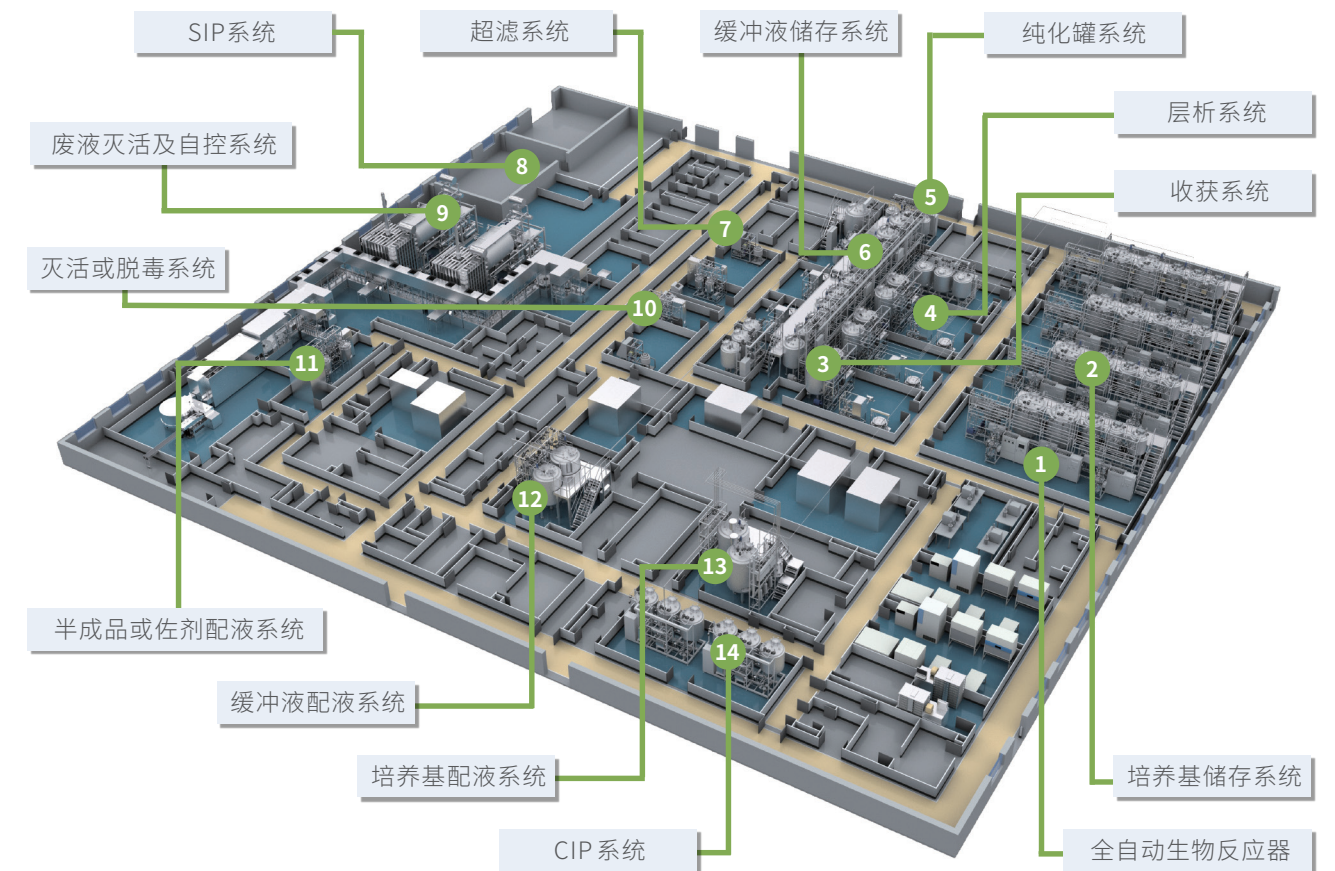 SIP系统
超滤系统
缓冲液储存系统
纯化罐系统
层析系统
废液灭活及自控系统
收获系统
8
5
9
7
6
灭活或脱毒系统
10
4
11
3
2
1
12
13
半成品或佐剂配液系统
14
缓冲液配液系统
培养基配液系统
培养基储存系统
CIP系统
全自动生物反应器